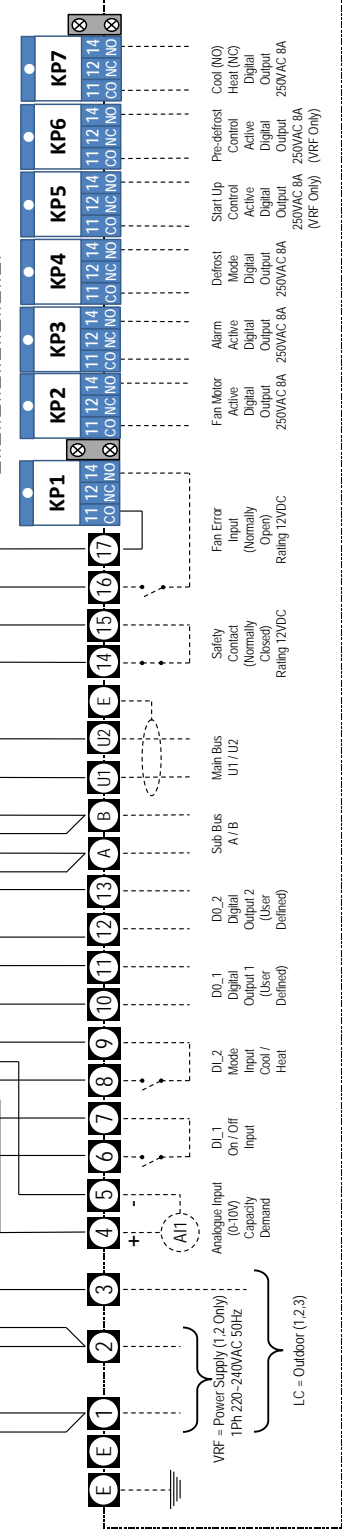 KP1
KP2
KP3
KP4
KP5
KP6
KP7
11 12 14
11 12 14
11 12 14
11 12 14
11 12 14
11 12 14
11 12 14
CO NC NO
CO NC NO
CO NC NO
CO NC NO
CO NC NO
CO NC NO
CO NC NO
E E 1 2 3 4 5 6 7 8 9 10 11 12 13 A B U1 U2 E 14 15 16 17
+ -
AI1
VRF = Power Supply (1,2 Only)
1Ph 220~240VAC 50Hz
LC = Outdoor (1,2,3)
Analogue Input
(0-10V)
Capacity
Demand
DI_1
On / Off
Input
DI_2
Mode
Input
Cool /
Heat
D0_1
Digital
Output 1
(User
Defined)
D0_2
Digital
Output 2
(User
Defined)
Sub Bus
A / B
Main Bus
U1 / U2
Safety
Contact
(Normally
Closed)
Rating 12VDC
Fan Error
Input
(Normally
Open)
Rating 12VDC
Fan Motor
Active
Digital
Output
250VAC 8A
Alarm
Active
Digital
Output
250VAC 8A
Defrost
Mode
Digital
Output
250VAC 8A
Start Up
Control
Active
Digital
Output
250VAC 8A
(VRF Only)
Pre-defrost
Control
Active
Digital
Output
250VAC 8A
(VRF Only)
Cool (NO)
Heat (NC)
Digital
Output
250VAC 8A